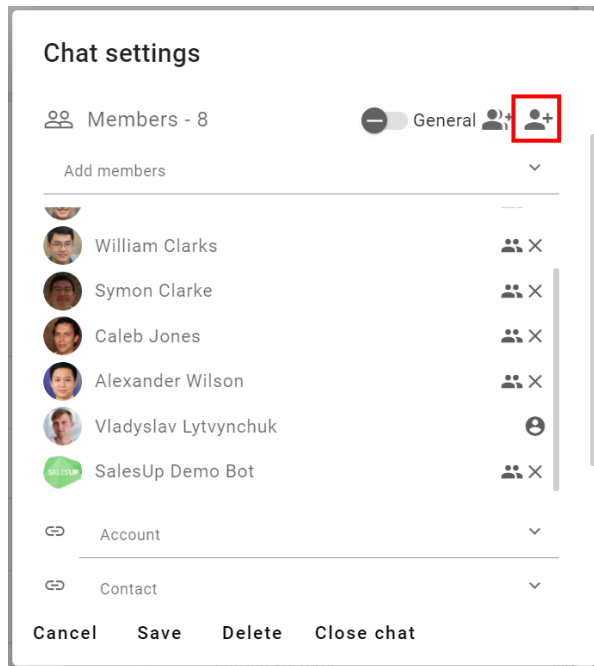 Chat settings
Members - 8 General
Add members
William Clarks
Symon Clarke
Caleb Jones
Alexander Wilson
Vladyslav Lytvynchuk
SALESUP SalesUp Demo Bot
Account
Contact
Cancel Save Delete Close chat